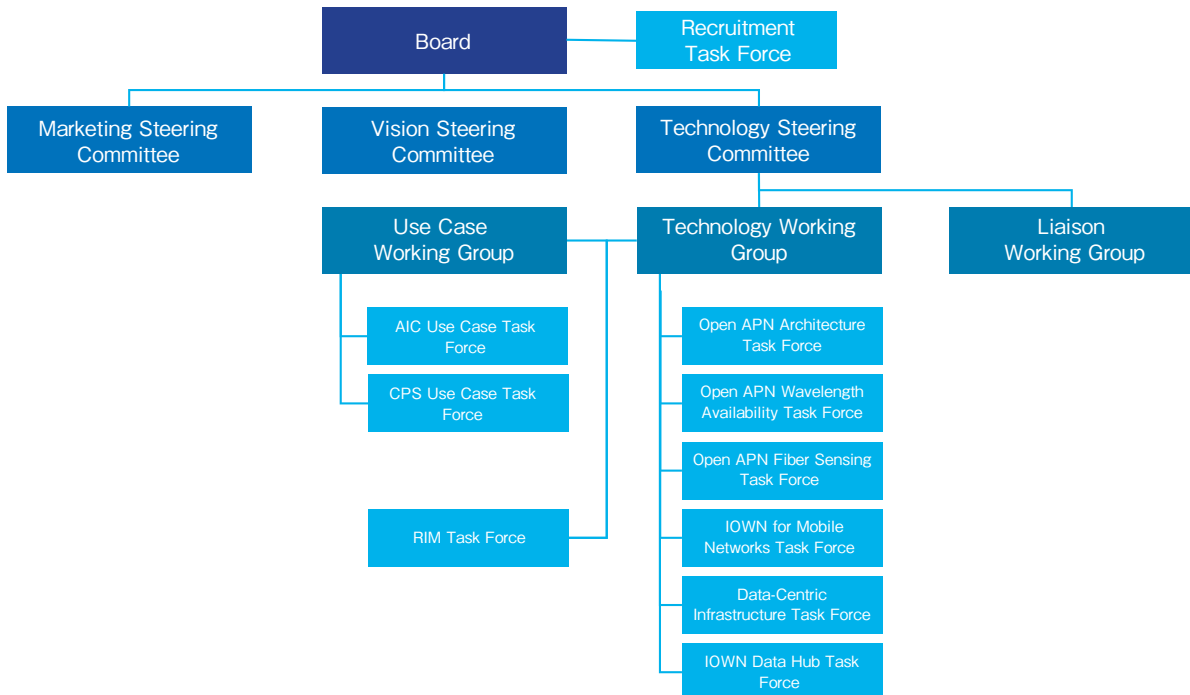 Board
Recruitment
Task Force
Marketing Steering
Committee
Vision Steering
Committee
Technology Steering
Committee
Use Case
Working Group
Technology Working
Group
Liaison
Working Group
AIC Use Case Task
Force
CPS Use Case Task
Force
RIM Task Force
Open APN Architecture
Task Force
Open APN Wavelength
Availability Task Force
Open APN Fiber Sensing
Task Force
IOWN for Mobile
Networks Task Force
Data-Centric
Infrastructure Task Force
IOWN Data Hub Task
Force